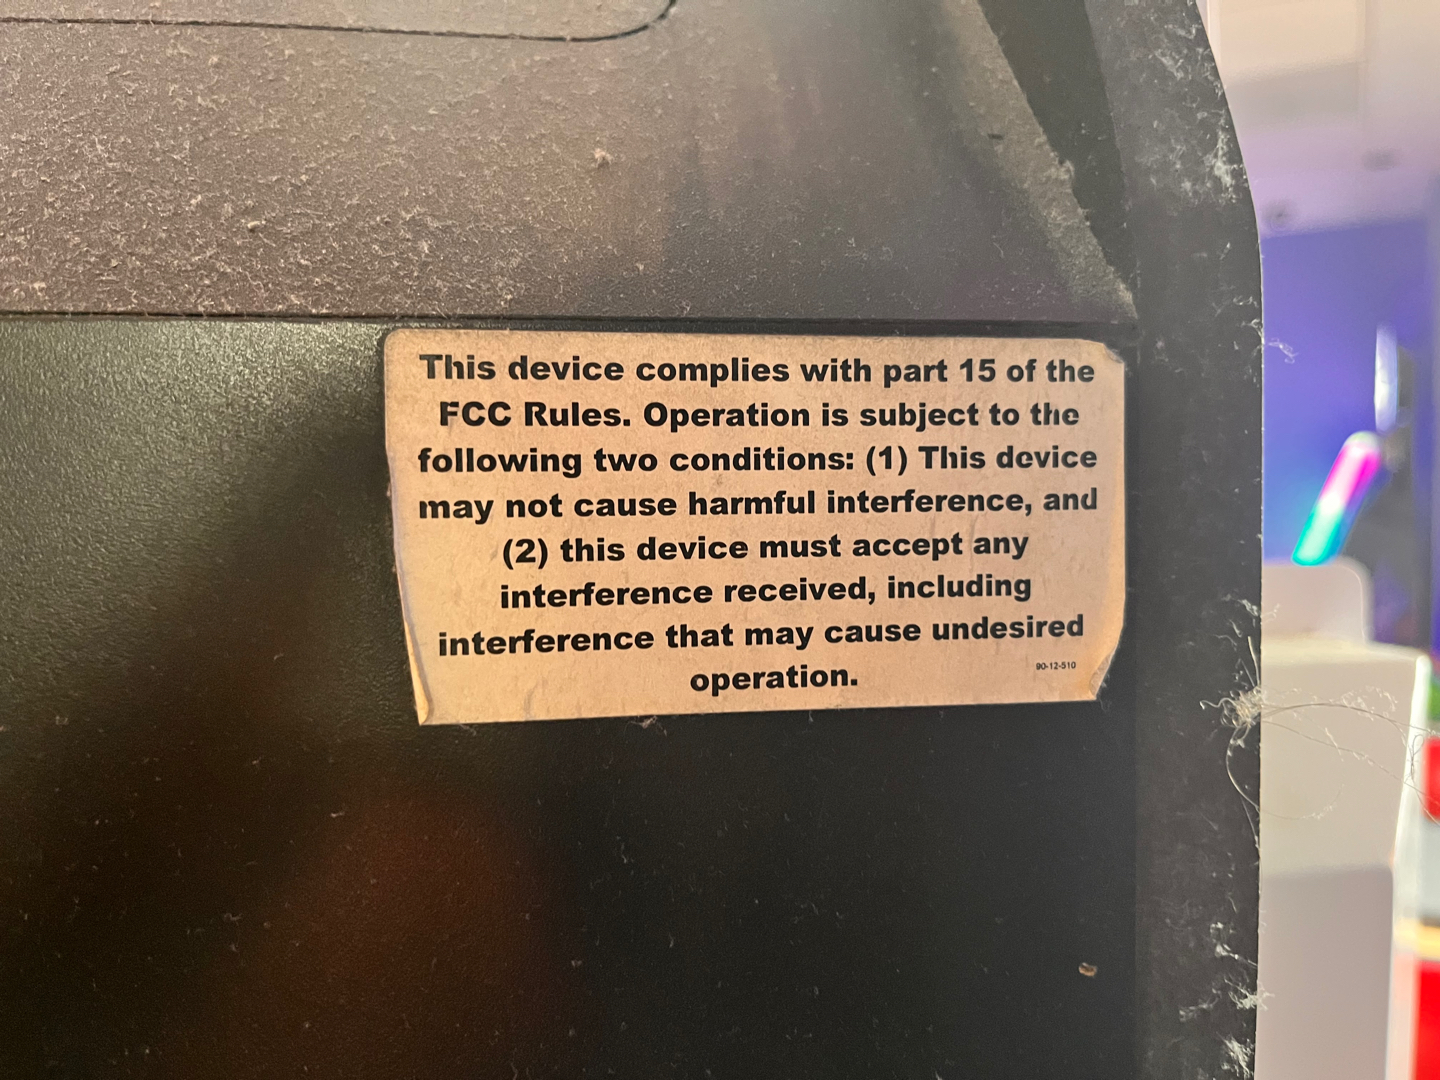 This device complies with part 15 of the
FCC Rules. Operation is subject to the
following two conditions: (1) This device
may not cause harmful interference, and
(2) this device must accept any
interference received, including
interference that may cause undesired
operation.
90-12-510